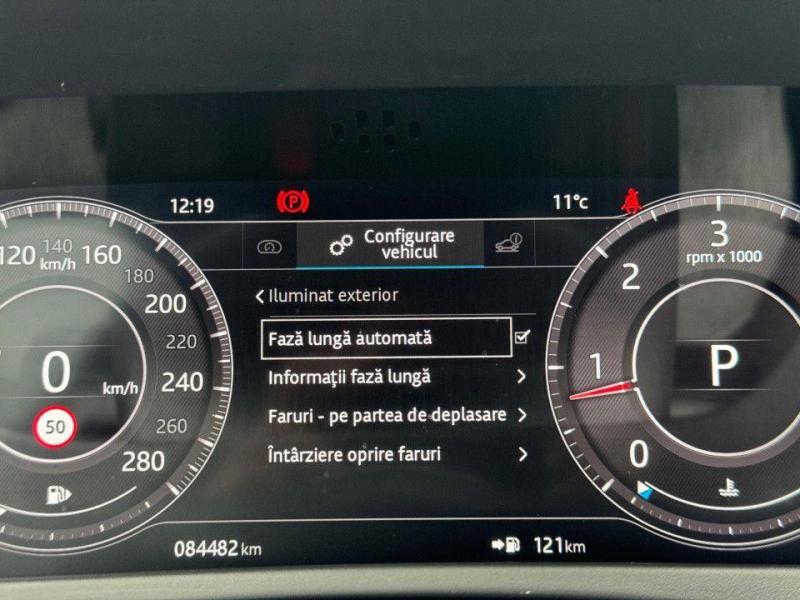 12:19
11°C
Configurare
vehicul
Iluminat exterior
Fază lungă automată
Informații fază lungă
Faruri - pe partea de deplasare
Întârziere oprire faruri
120 140 160
km/h
180
200
220
240
260
280
0
km/h
50
3
rpm x 1000
2
1
0
P
084482 km
121 km